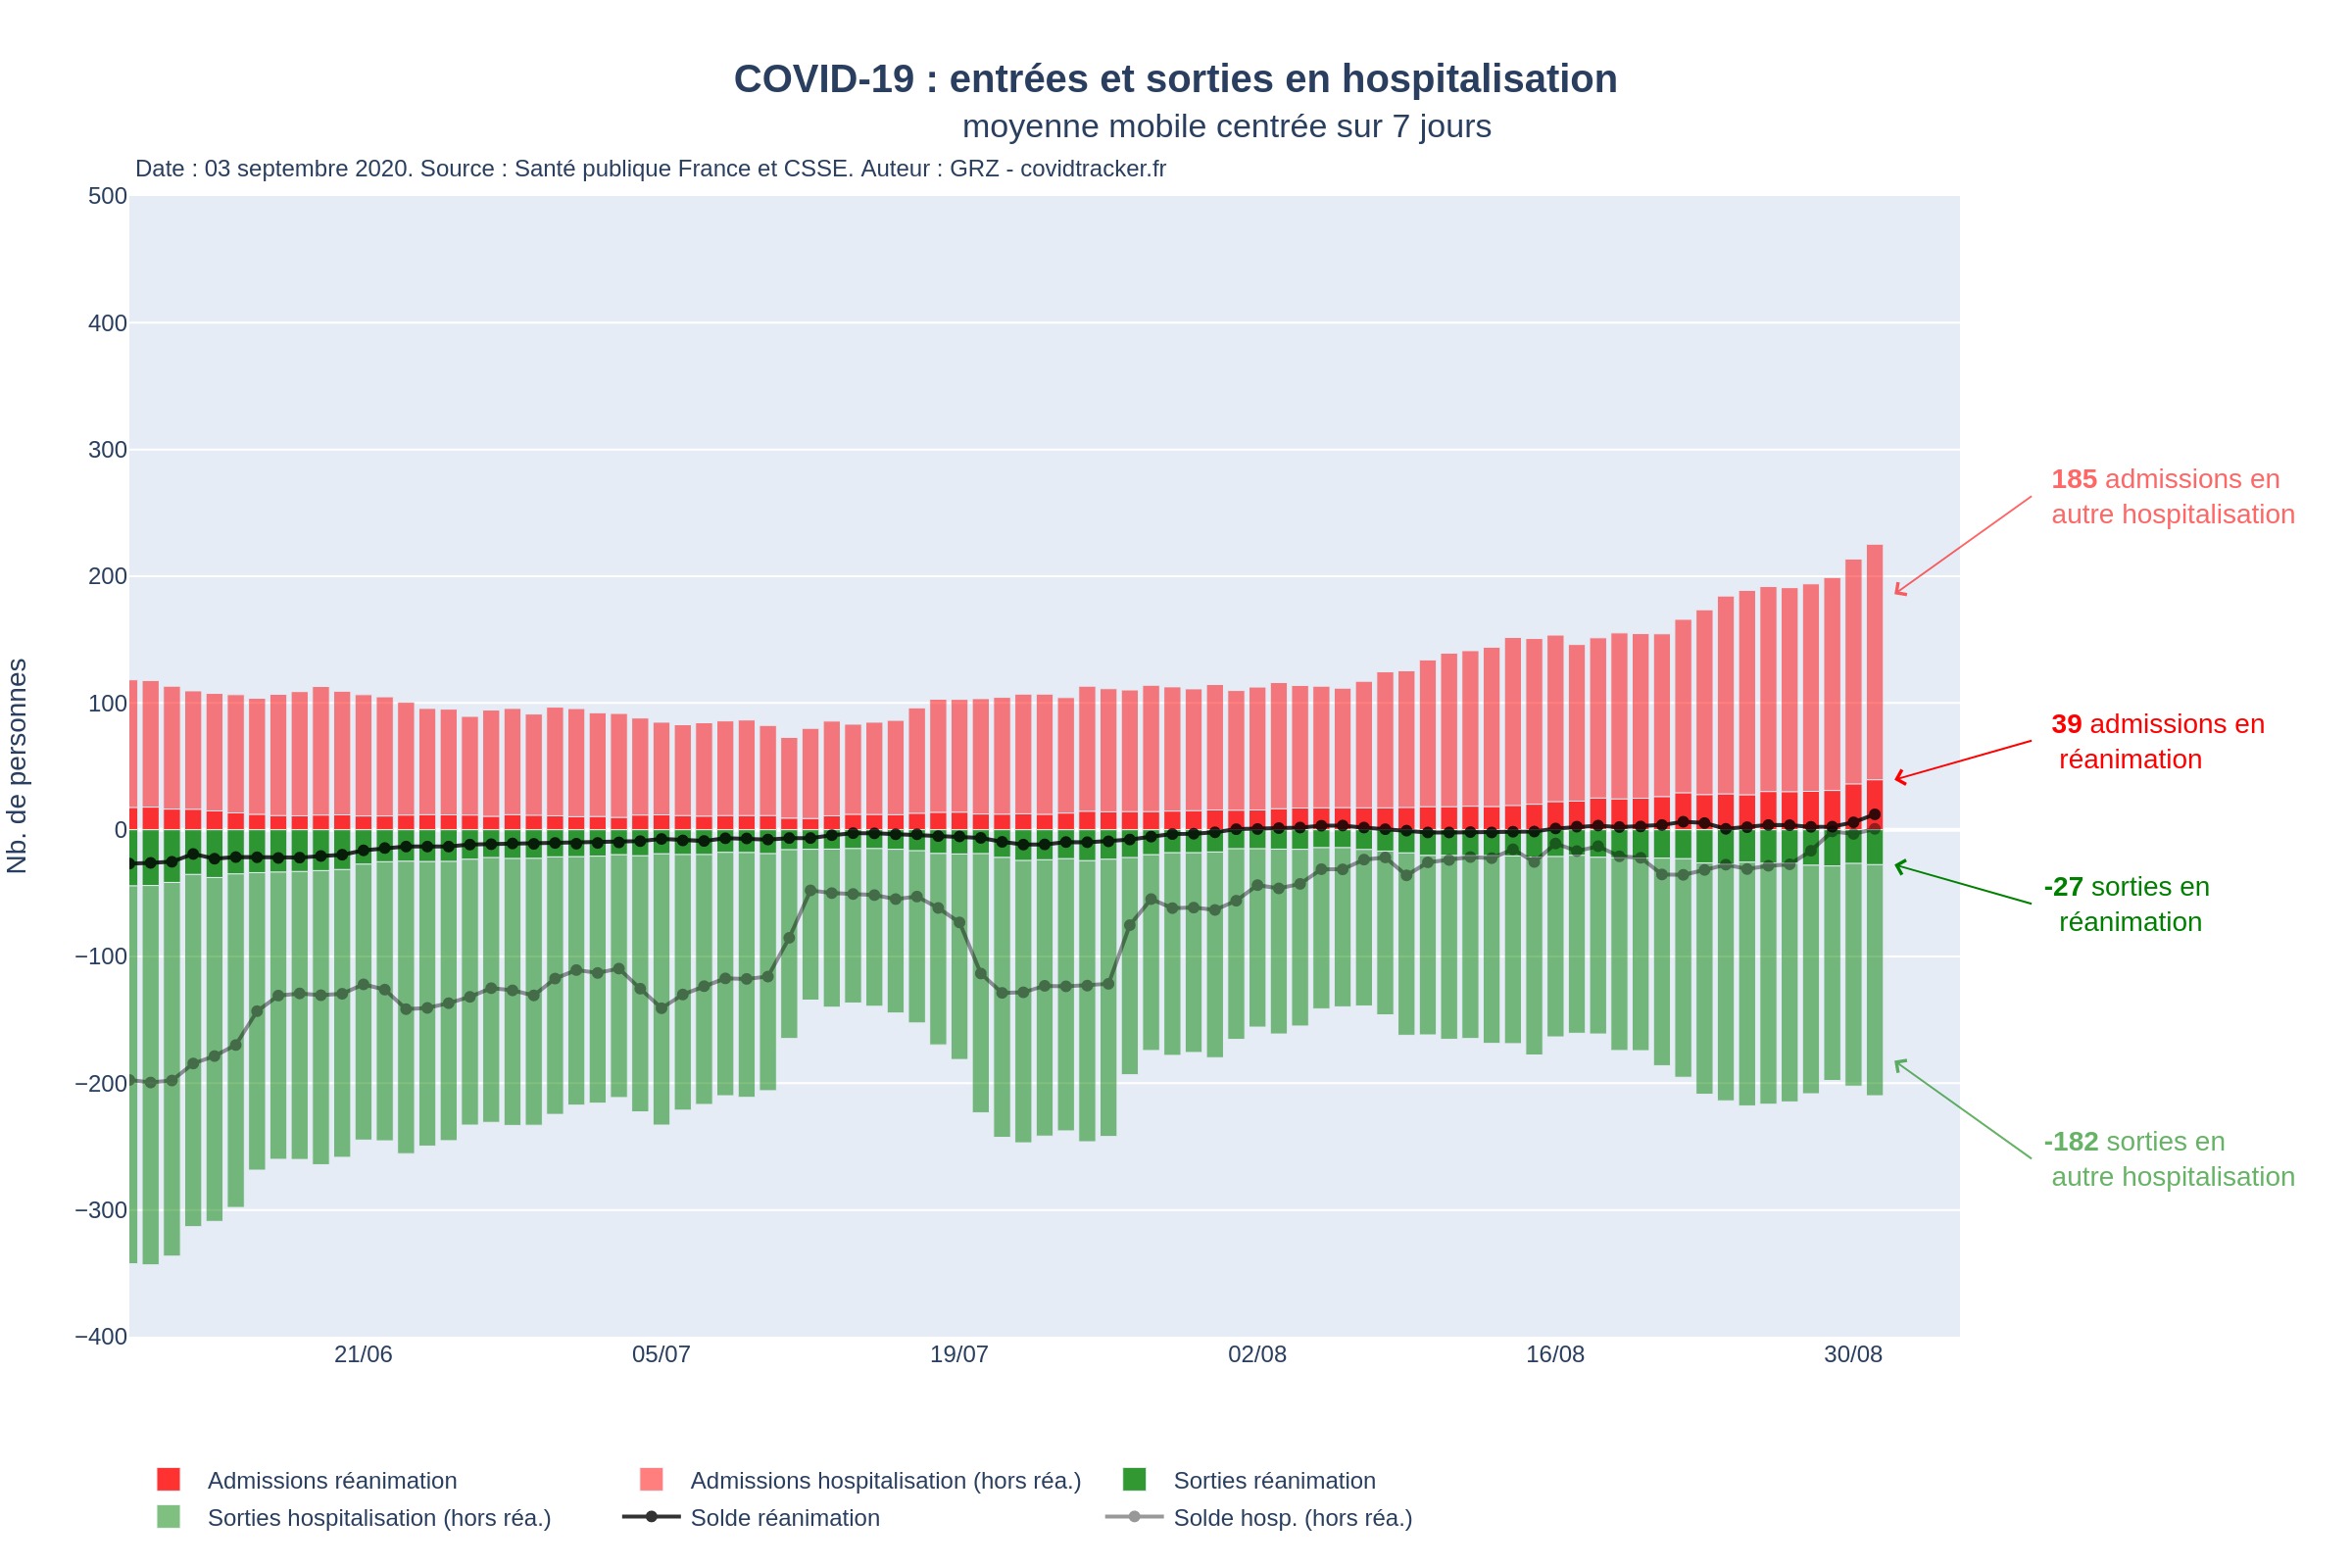 COVID-19 : entrées et sorties en hospitalisation
moyenne mobile centrée sur 7 jours
Date : 03 septembre 2020. Source : Santé publique France et CSSE. Auteur : GRZ - covidtracker.fr
Nb. de personnes
500
400
300
200
100
0
−100
−200
−300
−400
21/06
05/07
19/07
02/08
16/08
30/08
185 admissions en
autre hospitalisation
39 admissions en
réanimation
-27 sorties en
réanimation
-182 sorties en
autre hospitalisation
Admissions réanimation
Admissions hospitalisation (hors réa.)
Sorties réanimation
Sorties hospitalisation (hors réa.)
Solde réanimation
Solde hosp. (hors réa.)